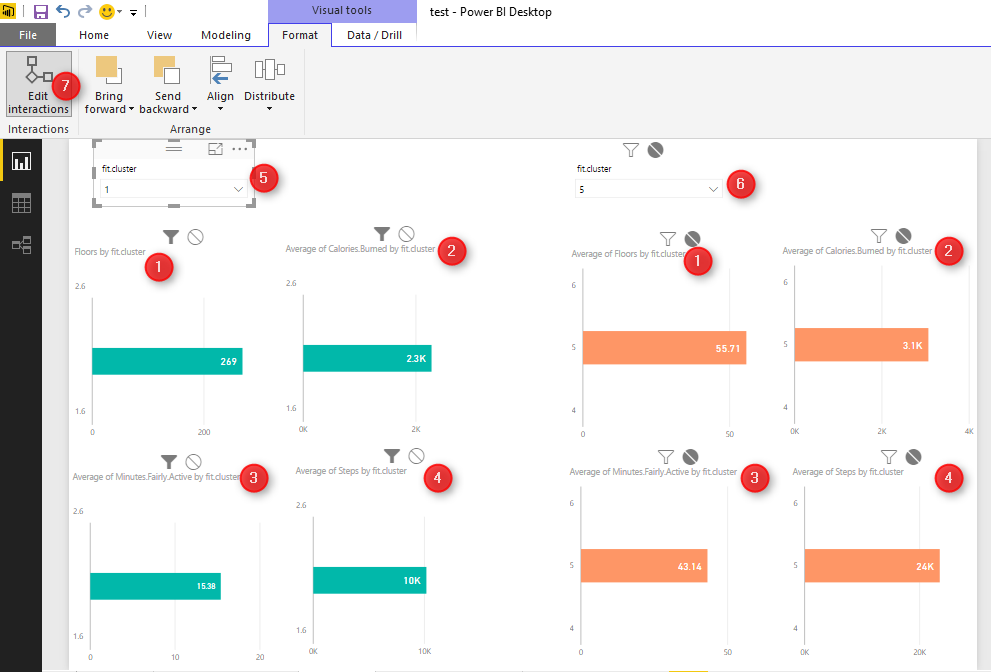 Visual tools
test - Power BI Desktop
File
Home
View
Modeling
Format
Data / Drill
Edit
interactions
7
Bring
forward
Send
backward
Align
Distribute
Interactions
Arrange
fit.cluster
1
5
fit.cluster
5
6
Floors by fit.cluster
1
2.6
269
1.6
0
200
Average of Calories.Burned by fit.cluster
2
2.6
2.3K
1.6
0K
2K
Average of Floors by fit.cluster
1
6
5
55.71
4
0
50
Average of Calories.Burned by fit.cluster
2
6
5
3.1K
4
0K
2K
4K
Average of Minutes.Fairly.Active by fit.cluster
3
2.6
15.38
1.6
0
10
20
Average of Steps by fit.cluster
4
2.6
10K
1.6
0K
10K
Average of Minutes.Fairly.Active by fit.cluster
3
6
5
43.14
4
0
50
Average of Steps by fit.cluster
4
6
5
24K
4
0K
20K